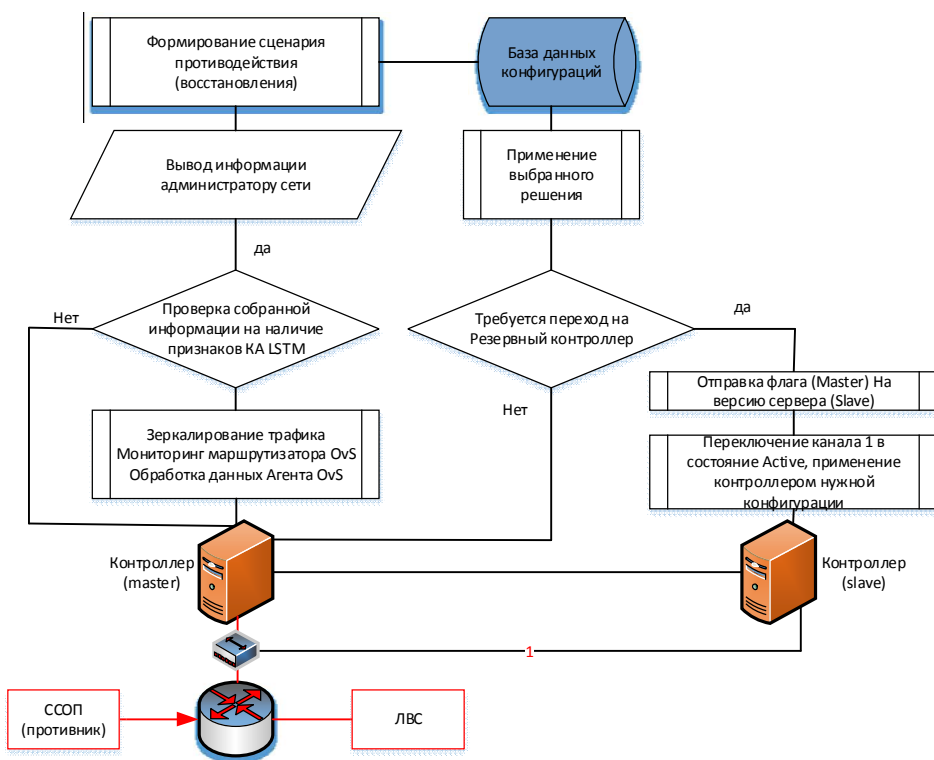 Формирование сценария
противодействия
(восстановления)
База данных
конфигураций
Вывод информации
администратору сети
Применение
выбранного
решения
да
Проверка собранной
информации на наличие
признаков КА LSTM
Нет
Требуется переход на
Резервный контроллер
да
Нет
Отправка флага (Master) На
версию сервера (Slave)
Зеркалирование трафика
Мониторинг маршрутизатора OvS
Обработка данных Агента OvS
Переключение канала 1 в
состояние Active, применение
контроллером нужной
конфигурации
Контроллер
(master)
Контроллер
(slave)
1
ССОП
(противник)
ЛВС